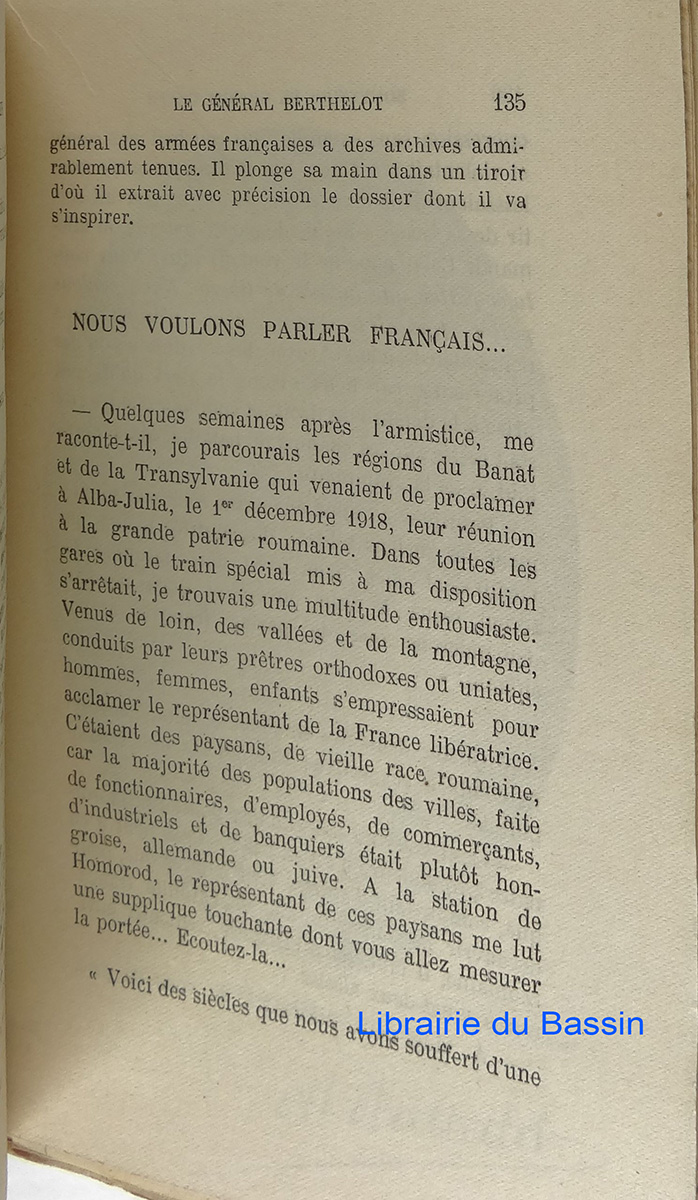 LE GÉNÉRAL BERTHELOT 135
général des armées françaises a des archives admi-
rablement tenues. Il plonge sa main dans un tiroir
d'où il extrait avec précision le dossier dont il va
s'inspirer.
NOUS VOULONS PARLER FRANÇAIS...
— Quelques semaines après l'armistice, me
raconte-t-il, je parcourais les régions du Banat
et de la Transylvanie qui venaient de proclamer
à Alba-Julia, le 1er décembre 1918, leur réunion
à la grande patrie roumaine. Dans toutes les
gares où le train spécial mis à ma disposition
s'arrêtait, je trouvais une multitude enthousiaste.
Venus de loin, des vallées et de la montagne,
conduits par leurs prêtres orthodoxes ou uniates,
hommes, femmes, enfants s'empressaient pour
acclamer le représentant de la France libératrice.
C'étaient des paysans, de vieille race roumaine,
car la majorité des populations des villes, faite
de fonctionnaires, d'employés, de commerçants,
d'industriels et de banquiers était plutôt hon-
groise, allemande ou juive. A la station de
Homorod, le représentant de ces paysans me lut
une supplique touchante dont vous allez mesurer
la portée... Ecoutez-la...
« Voici des siècles que nous avons souffert d'une
Librairie du Bassin